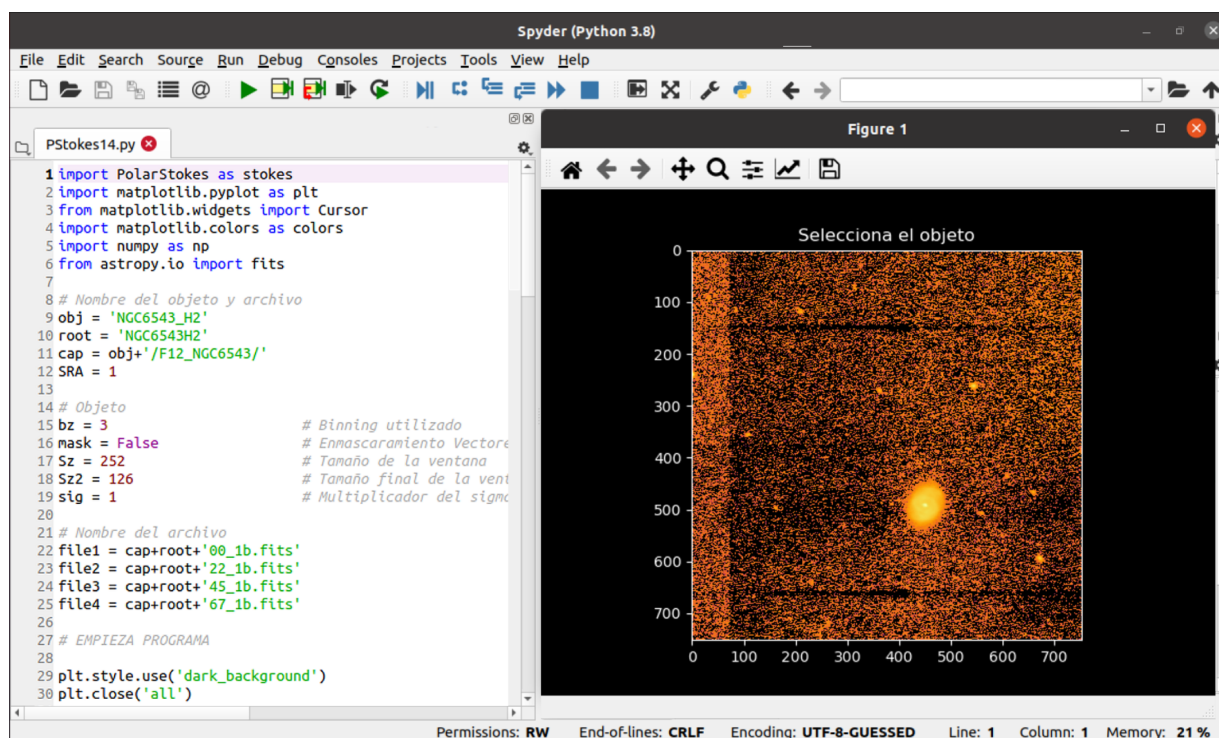 Spyder (Python 3.8)
File Edit Search Source Run Debug Consoles Projects Tools View Help
PStokes14.py
1 import PolarStokes as stokes
2 import matplotlib.pyplot as plt
3 from matplotlib.widgets import Cursor
4 import matplotlib.colors as colors
5 import numpy as np
6 from astropy.io import fits
7
8 # Nombre del objeto y archivo
9 obj = 'NGC6543_H2'
10 root = 'NGC6543H2'
11 cap = obj+'/F12_NGC6543/'
12 SRA = 1
13
14 # Objeto
15 bz = 3 # Binning utilizado
16 mask = False # Enmascaramiento Vectore
17 Sz = 252 # Tamaño de la ventana
18 Sz2 = 126 # Tamaño final de la vent
19 sig = 1 # Multiplicador del sigma
20
21 # Nombre del archivo
22 file1 = cap+root+'00_1b.fits'
23 file2 = cap+root+'22_1b.fits'
24 file3 = cap+root+'45_1b.fits'
25 file4 = cap+root+'67_1b.fits'
26
27 # EMPIEZA PROGRAMA
28
29 plt.style.use('dark_background')
30 plt.close('all')
Figure 1
Selecciona el objeto
0
100
200
300
400
500
600
700
0 100 200 300 400 500 600 700
Permissions: RW End-of-lines: CRLF Encoding: UTF-8-GUESSED Line: 1 Column: 1 Memory: 21 %